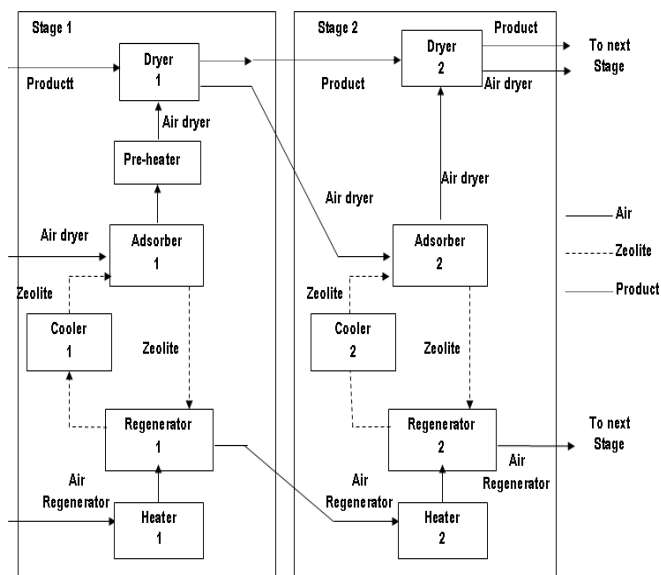 Stage 1
Dryer
1
Productt
Air dryer
Pre-heater
Air dryer
Adsorber
1
Zeolite
Cooler
1
Zeolite
Regenerator
1
Air
Regenerator
Heater
1
Stage 2
Dryer
2
Product
Product
Air dryer
To next
Stage
Air dryer
Air dryer
Adsorber
2
Zeolite
Cooler
2
Zeolite
Regenerator
2
Air
Regenerator
Air
Regenerator
Heater
2
To next
Stage
Air
Zeolite
Product